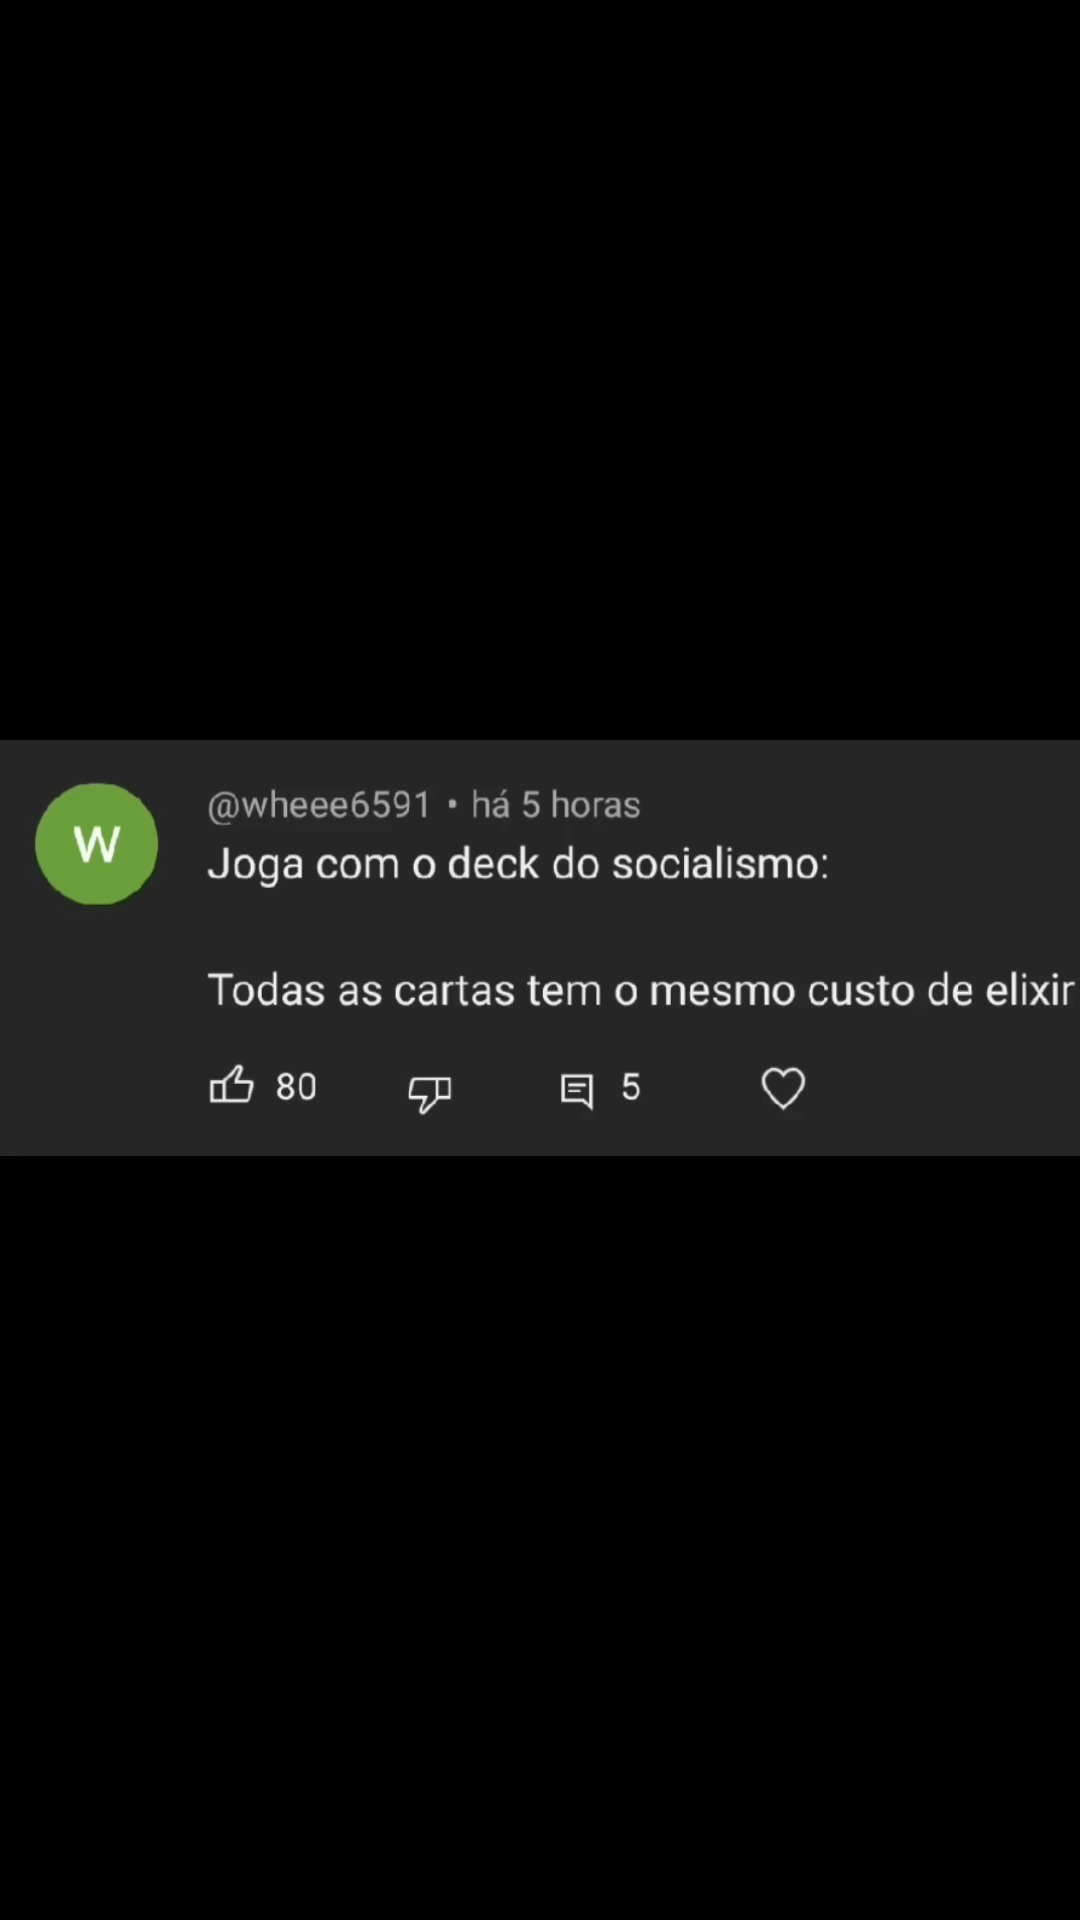 W
@wheee6591 • há 5 horas
Joga com o deck do socialismo:
Todas as cartas tem o mesmo custo de elixir
80
5